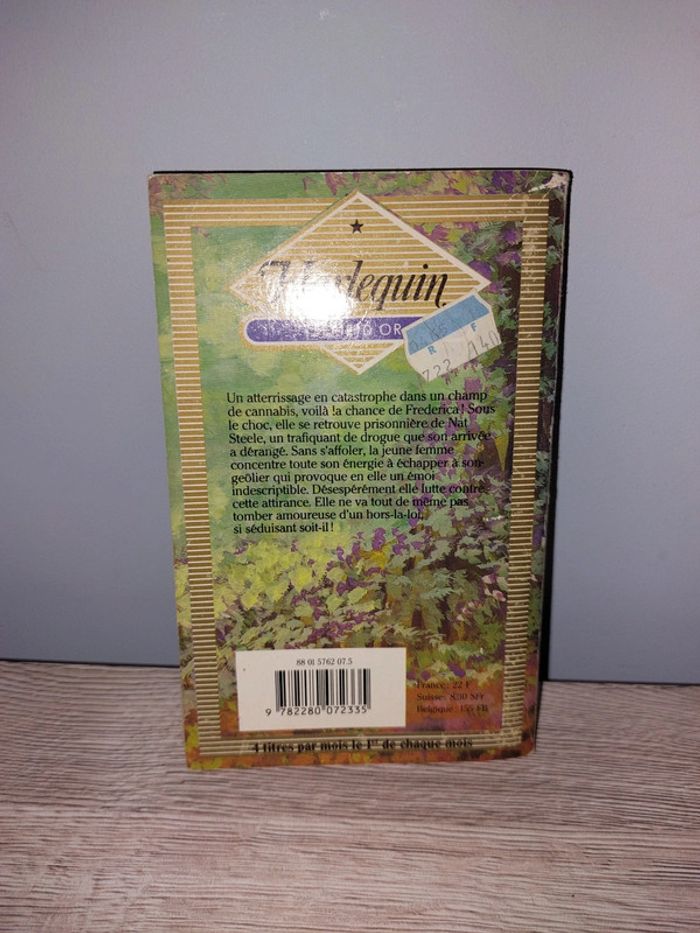 Harlequin
D'OR
R F
722 140
Un atterrissage en catastrophe dans un champ
de cannabis, voilà la chance de Frederica ! Sous
le choc, elle se retrouve prisonnière de Nat
Steele, un trafiquant de drogue que son arrivée
a dérangé. Sans s'affoler, la jeune femme
concentre toute son énergie à échapper à son
geôlier qui provoque en elle un émoi
indescriptible. Désespérément elle lutte contre
cette attirance. Elle ne va tout de même pas
tomber amoureuse d'un hors-la-loi,
si séduisant soit-il !
88 01 5762 07.5
9 782280 072335
France : 22 F
Suisse : 8.30 SFr
Belgique : 155 FB
4 titres par mois le 1er de chaque mois